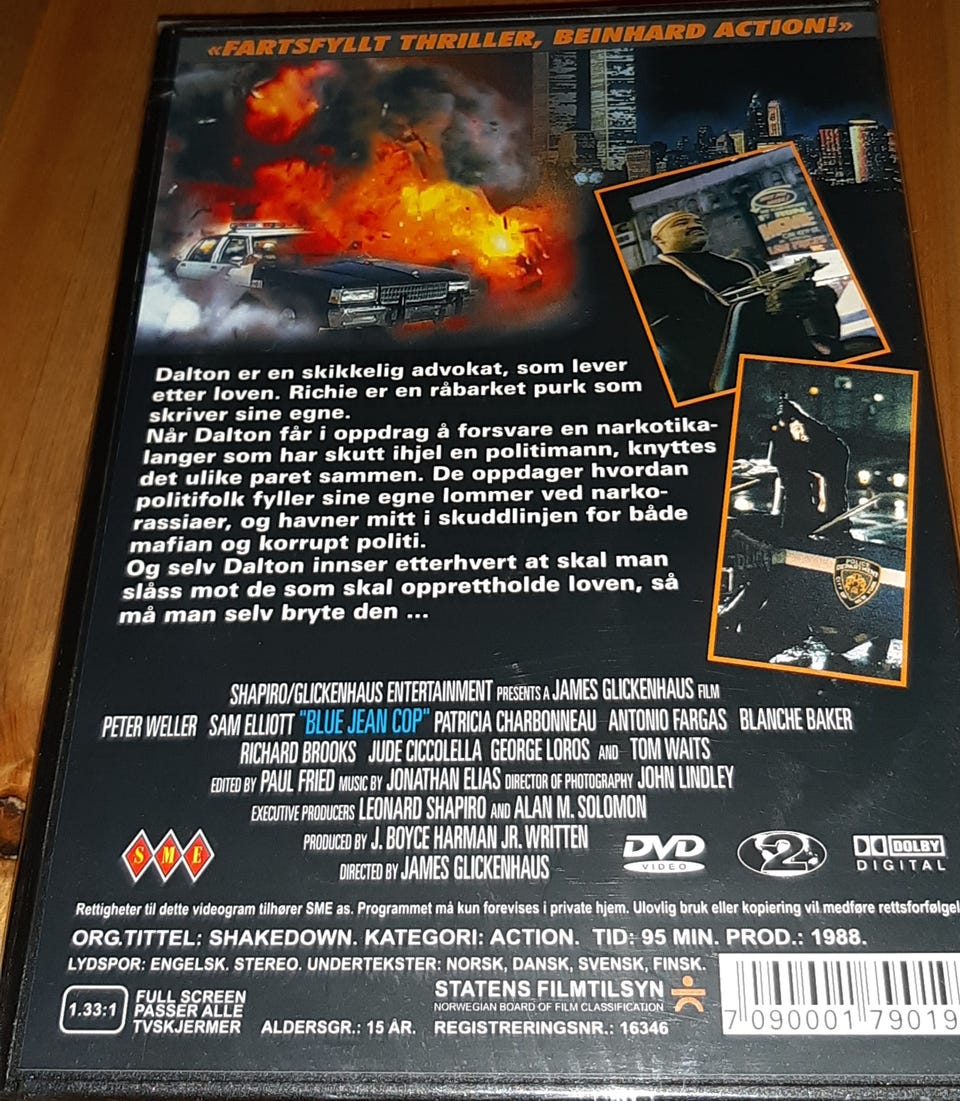 «FARTSFYLLT THRILLER, BEINHARD ACTION!»
Dalton er en skikkelig advokat, som lever
etter loven. Richie er en råbarket purk som
skriver sine egne.
Når Dalton får i oppdrag å forsvare en narkotika-
langer som har skutt ihjel en politimann, knyttes
det ulike paret sammen. De oppdager hvordan
politifolk fyller sine egne lommer ved narko-
rassiaer, og havner mitt i skuddlinjen for både
mafian og korrupt politi.
Og selv Dalton innser etterhvert at skal man
slåss mot de som skal opprettholde loven, så
må man selv bryte den ...
POLICE
DEPARTMENT
SHAPIRO/GLICKENHAUS ENTERTAINMENT PRESENTS A JAMES GLICKENHAUS FILM
PETER WELLER SAM ELLIOTT "BLUE JEAN COP" PATRICIA CHARBONNEAU ANTONIO FARGAS BLANCHE BAKER
RICHARD BROOKS JUDE CICCOLELLA GEORGE LOROS AND TOM WAITS
EDITED BY PAUL FRIED MUSIC BY JONATHAN ELIAS DIRECTOR OF PHOTOGRAPHY JOHN LINDLEY
EXECUTIVE PRODUCERS LEONARD SHAPIRO AND ALAN M. SOLOMON
PRODUCED BY J. BOYCE HARMAN JR. WRITTEN
DIRECTED BY JAMES GLICKENHAUS
SME
DVD
VIDEO
2
DOLBY
DIGITAL
Rettigheter til dette videogram tilhører SME as. Programmet må kun forevises i private hjem. Ulovlig bruk eller kopiering vil medføre rettsforfølgel
ORG.TITTEL: SHAKEDOWN. KATEGORI: ACTION. TID: 95 MIN. PROD.: 1988.
LYDSPOR: ENGELSK. STEREO. UNDERTEKSTER: NORSK, DANSK, SVENSK, FINSK.
1.33:1
FULL SCREEN
PASSER ALLE
TVSKJERMER
STATENS FILMTILSYN
NORWEGIAN BOARD OF FILM CLASSIFICATION
ALDERSGR.: 15 ÅR. REGISTRERINGSNR.: 16346
7 090001 79019